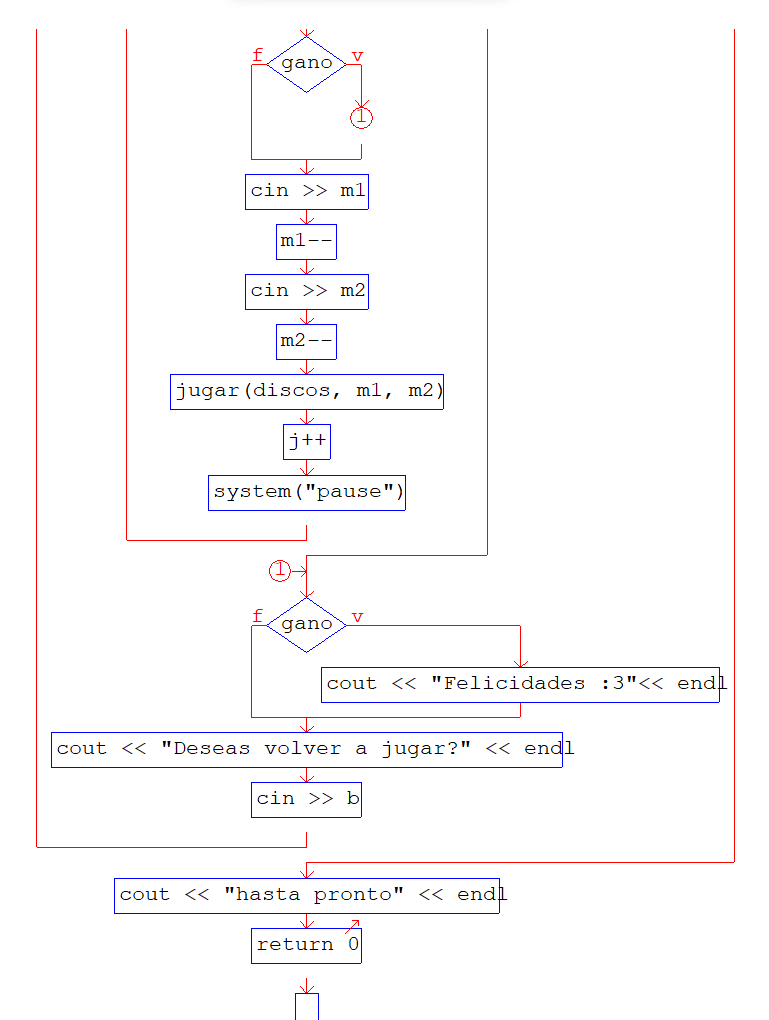 f
gano
v
1
cin >> m1
m1--
cin >> m2
m2--
jugar(discos, m1, m2)
j++
system("pause")
1
f
gano
v
cout << "Felicidades :3"<< endl
cout << "Deseas volver a jugar?" << endl
cin >> b
cout << "hasta pronto" << endl
return 0